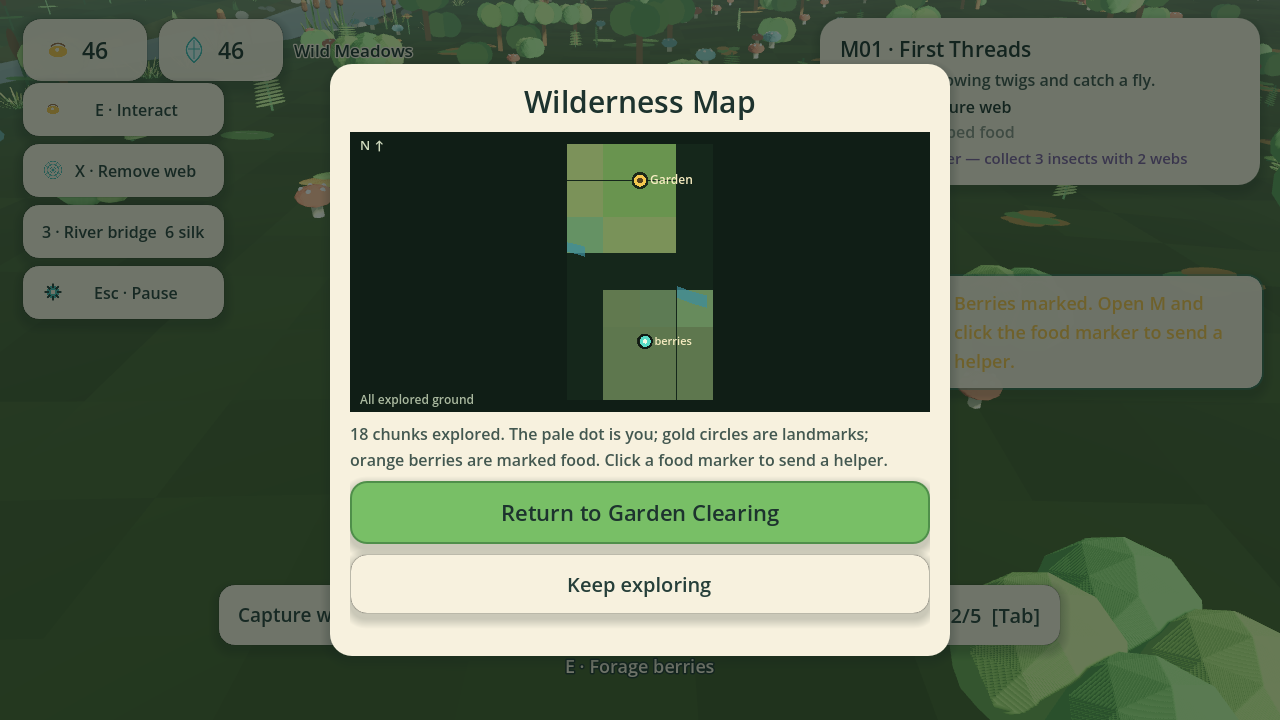 46
46
Wild Meadows
E · Interact
X · Remove web
3 · River bridge 6 silk
Esc · Pause
M01 · First Threads
twigs and catch a fly.
web
food
— collect 3 insects with 2 webs
Berries marked. Open M and
click the food marker to send a
helper.
Wilderness Map
N ↑
Garden
berries
All explored ground
18 chunks explored. The pale dot is you; gold circles are landmarks;
orange berries are marked food. Click a food marker to send a helper.
Return to Garden Clearing
Keep exploring
Capture
2/5 [Tab]
E · Forage berries